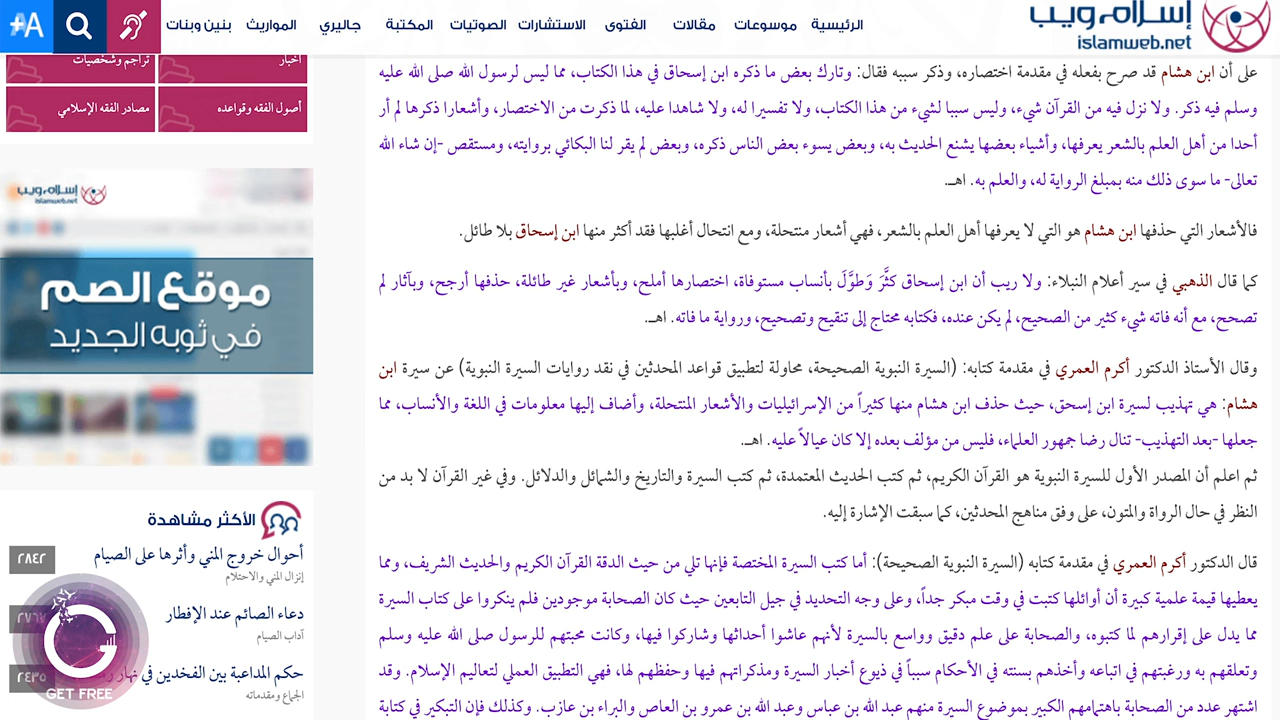 الرئيسية موسوعات مقالات الفتوى الاستشارات الصوتيات المكتبة جاليري المواريث بنين وبنات
إسلام ويب
islamweb.net
+A
على أن ابن هشام قد صرح بفعله في مقدمة اختصاره، وذكر سببه فقال: وتارك بعض ما ذكره ابن إسحاق في هذا الكتاب، مما ليس لرسول الله صلى الله عليه
وسلم فيه ذكر. ولا نزل فيه من القرآن شيء، وليس سببا لشيء من هذا الكتاب، ولا تفسيرا له، ولا شاهدا عليه، لما ذكرت من الاختصار، وأشعارا ذكرها لم أر
أحدا من أهل العلم بالشعر يعرفها، وأشياء بعضها يشنع الحديث به، وبعض يسوء بعض الناس ذكره، وبعض لم يقر لنا البكائي بروايته، ومستقص -إن شاء الله
تعالى- ما سوى ذلك منه بمبلغ الرواية له، والعلم به. اهـ.
فالأشعار التي حذفها ابن هشام هو التي لا يعرفها أهل العلم بالشعر، فهي أشعار منتحلة، ومع انتحال أغلبها فقد أكثر منها ابن إسحاق بلا طائل.
كما قال الذهبي في سير أعلام النبلاء: ولا ريب أن ابن إسحاق كَثَّرَ وَطوَّلَ بأنساب مستوفاة، اختصارها أملح، وبأشعار غير طائلة، حذفها أرجح، وبآثار لم
تصحح، مع أنه فاته شيء كثير من الصحيح، لم يكن عنده، فكتابه محتاج إلى تنقيح وتصحيح، ورواية ما فاته. اهـ.
وقال الأستاذ الدكتور أكرم العمري في مقدمة كتابه: (السيرة النبوية الصحيحة، محاولة لتطبيق قواعد المحدثين في نقد روايات السيرة النبوية) عن سيرة ابن
هشام: هي تهذيب لسيرة ابن إسحق، حيث حذف ابن هشام منها كثيراً من الإسرائيليات والأشعار المنتحلة، وأضاف إليها معلومات في اللغة والأنساب، مما
جعلها -بعد التهذيب- تنال رضا جمهور العلماء، فليس من مؤلف بعده إلا كان عيالاً عليه. اهـ.
ثم اعلم أن المصدر الأول للسيرة النبوية هو القرآن الكريم، ثم كتب الحديث المعتمدة، ثم كتب السيرة والتاريخ والشمائل والدلائل. وفي غير القرآن لا بد من
النظر في حال الرواة والمتون، على وفق مناهج المحدثين، كما سبقت الإشارة إليه.
قال الدكتور أكرم العمري في مقدمة كتابه (السيرة النبوية الصحيحة): أما كتب السيرة المختصة فإنها تلي من حيث الدقة القرآن الكريم والحديث الشريف، ومما
يعطيها قيمة علمية كبيرة أن أوائلها كتبت في وقت مبكر جداً، وعلى وجه التحديد في جيل التابعين حيث كان الصحابة موجودين فلم ينكروا على كتاب السيرة
مما يدل على إقرارهم لما كتبوه، والصحابة على علم دقيق وواسع بالسيرة لأنهم عاشوا أحداثها وشاركوا فيها، وكانت محبتهم للرسول صلى الله عليه وسلم
وتعلقهم به ورغبتهم في اتباعه وأخذهم بسنته في الأحكام سبباً في ذيوع أخبار السيرة ومذكراتهم فيها وحفظهم لها، فهي التطبيق العملي لتعاليم الإسلام. وقد
اشتهر عدد من الصحابة باهتمامهم الكبير بموضوع السيرة منهم عبد الله بن عباس وعبد الله بن عمرو بن العاص والبراء بن عازب. وكذلك فإن التبكير في كتابة
أخبار تراجم وشخصيات
أصول الفقه وقواعده مصادر الفقه الإسلامي
إسلام ويب
islamweb.net
موقع الصم
في ثوبه الجديد
الأكثر مشاهدة
أحوال خروج المني وأثرها على الصيام ٢٨٤٢
إنزال المني والاحتلام
دعاء الصائم عند الإفطار
آداب الصيام
حكم المداعبة بين الفخدين في نهار ٢٤٣٥
الجماع ومقدماته
GET FREE